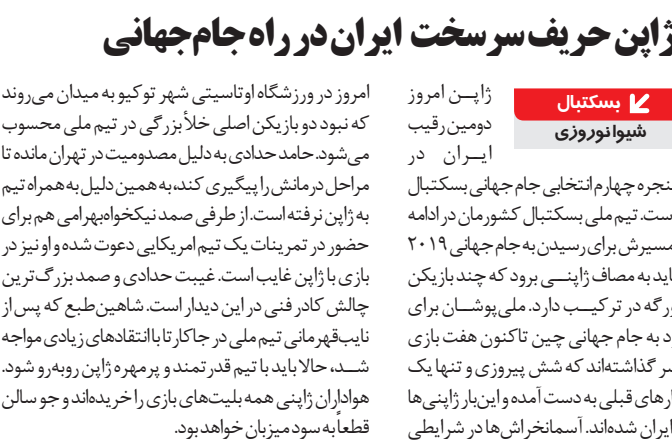 ژاپن حریف سرسخت ایران در راه جام‌جهانی
بسکتبال
شیوا نوروزی
ژاپن امروز
دومین رقیب
ایران در
پنجره چهارم انتخابی جام جهانی بسکتبال
است. تیم ملی بسکتبال کشورمان در ادامه
مسیرش برای رسیدن به جام جهانی ۲۰۱۹
باید به مصاف ژاپنی برود که چند بازیکن
گه در ترکیب دارد. ملی‌پوشان برای
به جام جهانی چین تاکنون هفت بازی
گذاشته‌اند که شش پیروزی و تنها یک
قبلی به دست آمده و این‌بار ژاپنی‌ها
ایران شده‌اند. آسمانخراش‌ها در شرایطی
امروز در ورزشگاه اوتاسیتی شهر توکیو به میدان می‌روند
که نبود دو بازیکن اصلی خلأ بزرگی در تیم ملی محسوب
می‌شود. حامد حدادی به دلیل مصدومیت در تهران مانده تا
مراحل درمانش را پیگیری کند، به همین دلیل به همراه تیم
به ژاپن نرفته است. از طرفی صمد نیکخواه‌بهرامی هم برای
حضور در تمرینات یک تیم امریکایی دعوت شده و او نیز در
بازی با ژاپن غایب است. غیبت حدادی و صمد بزرگ‌ترین
چالش کادر فنی در این دیدار است. شاهین‌طبع که پس از
نایب‌قهرمانی تیم ملی در جاکارتا با انتقادهای زیادی مواجه
شد، حالا باید با تیم قدرتمند و پرمهره ژاپن روبه‌رو شود.
هواداران ژاپنی همه بلیت‌های بازی را خریده‌اند و جو سالن
قطعاً به سود میزبان خواهد بود.